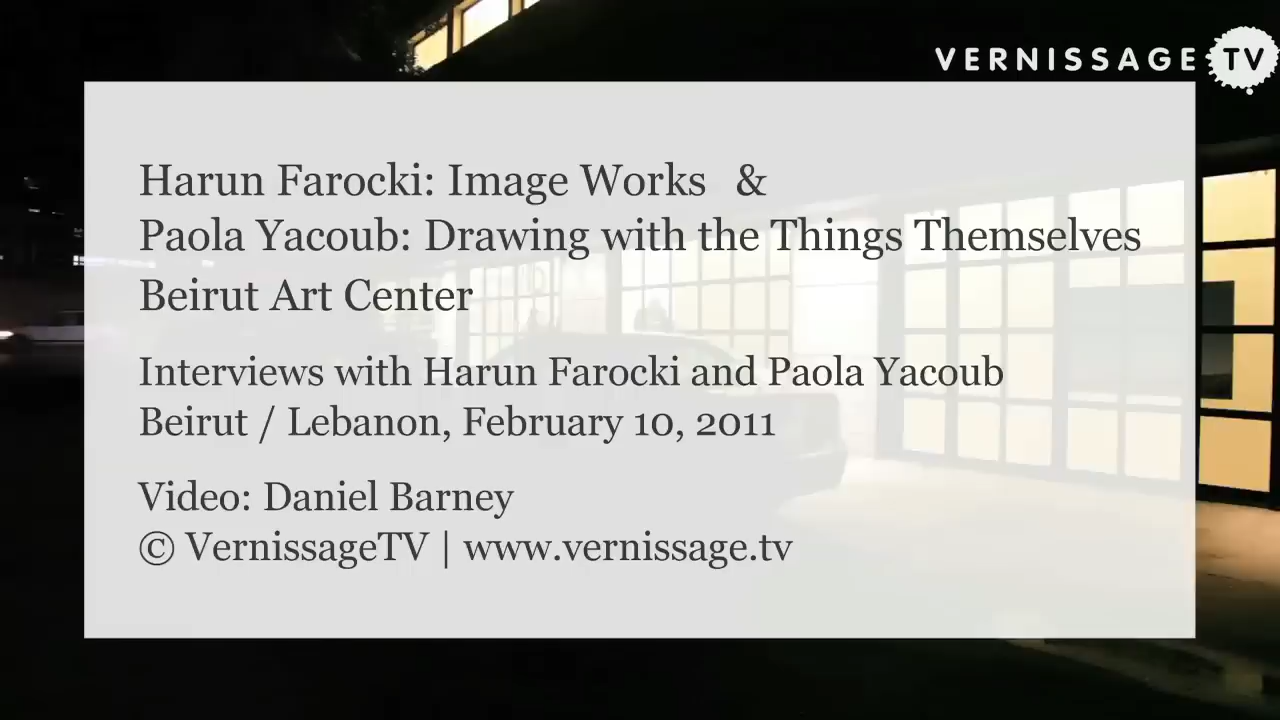 VERNISSAGE TV
Harun Farocki: Image Works &
Paola Yacoub: Drawing with the Things Themselves
Beirut Art Center
Interviews with Harun Farocki and Paola Yacoub
Beirut / Lebanon, February 10, 2011
Video: Daniel Barney
© VernissageTV | www.vernissage.tv